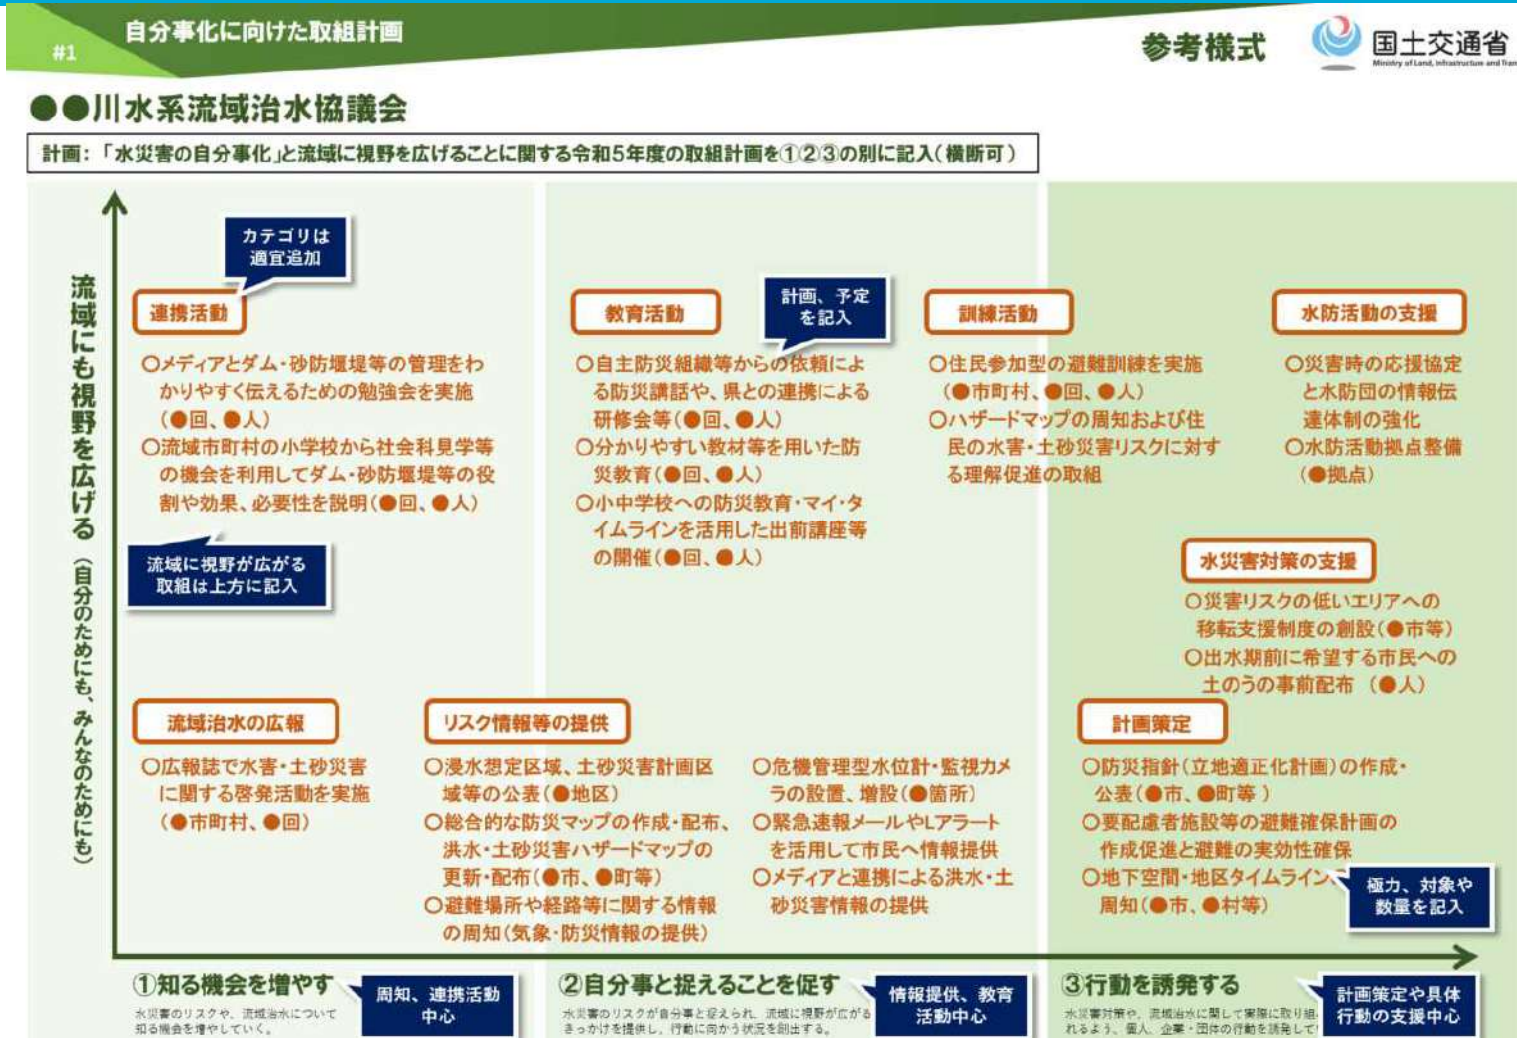 #1
自分事化に向けた取組計画
参考様式
国土交通省
Ministry of Land, Infrastructure and
●●川水系流域治水協議会
計画:「水災害の自分事化」と流域に視野を広げることに関する令和5年度の取組計画を①②③の別に記入(横断可)
流域にも視野を広げる(自分のためにも、みんなのためにも)
カテゴリは
適宜追加
連携活動
○メディアとダム・砂防堰堤等の管理をわ
かりやすく伝えるための勉強会を実施
(●回、●人)
○流域市町村の小学校から社会科見学等
の機会を利用してダム・砂防堰堤等の役
割や効果、必要性を説明(●回、●人)
流域に視野が広がる
取組は上方に記入
教育活動
計画、予定
を記入
○自主防災組織等からの依頼によ
る防災講話や、県との連携による
研修会等(●回、●人)
○分かりやすい教材等を用いた防
災教育(●回、●人)
○小中学校への防災教育・マイ・タ
イムラインを活用した出前講座等
の開催(●回、●人)
訓練活動
○住民参加型の避難訓練を実施
(●市町村、●回、●人)
○ハザードマップの周知および住
民の水害・土砂災害リスクに対す
る理解促進の取組
水防活動の支援
○災害時の応援協定
と水防団の情報伝
達体制の強化
○水防活動拠点整備
(●拠点)
水災害対策の支援
○災害リスクの低いエリアへの
移転支援制度の創設(●市等)
○出水期前に希望する市民への
土のうの事前配布 (●人)
流域治水の広報
○広報誌で水害・土砂災害
に関する啓発活動を実施
(●市町村、●回)
リスク情報等の提供
○浸水想定区域、土砂災害計画区
域等の公表(●地区)
○総合的な防災マップの作成・配布、
洪水・土砂災害ハザードマップの
更新・配布(●市、●町等)
○避難場所や経路等に関する情報
の周知(気象・防災情報の提供)
○危機管理型水位計・監視カメ
ラの設置、増設(●箇所)
○緊急速報メールやLアラート
を活用して市民へ情報提供
○メディアと連携による洪水・土
砂災害情報の提供
計画策定
○防災指針(立地適正化計画)の作成・
公表(●市、●町等 )
○要配慮者施設等の避難確保計画の
作成促進と避難の実効性確保
○地下空間・地区タイムライン、
周知(●市、●村等)
極力、対象や
数量を記入
①知る機会を増やす
周知、連携活動
中心
水災害のリスクや、流域治水について
知る機会を増やしていく。
②自分事と捉えることを促す
情報提供、教育
活動中心
水災害のリスクが自分事と捉えられ、流域に視野が広がる
きっかけを提供し、行動に向かう状況を創出する。
③行動を誘発する
計画策定や具体
行動の支援中心
水災害対策や、流域治水に関して実際に取り組
れるよう、個人、企業・団体の行動を誘発して